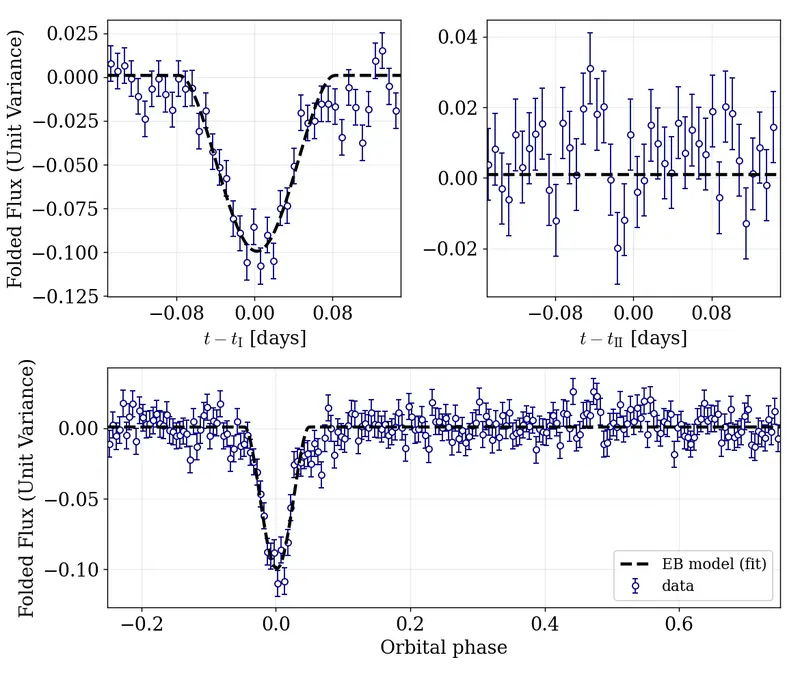 Folded Flux (Unit Variance)
0.025
0.000
−0.025
−0.050
−0.075
−0.100
−0.125
−0.08 0.00 0.08
t − tI [days]
0.04
0.02
0.00
−0.02
−0.08 0.00 0.08
t − tII [days]
Folded Flux (Unit Variance)
0.00
−0.05
−0.10
−0.2 0.0 0.2 0.4 0.6
Orbital phase
EB model (fit)
data